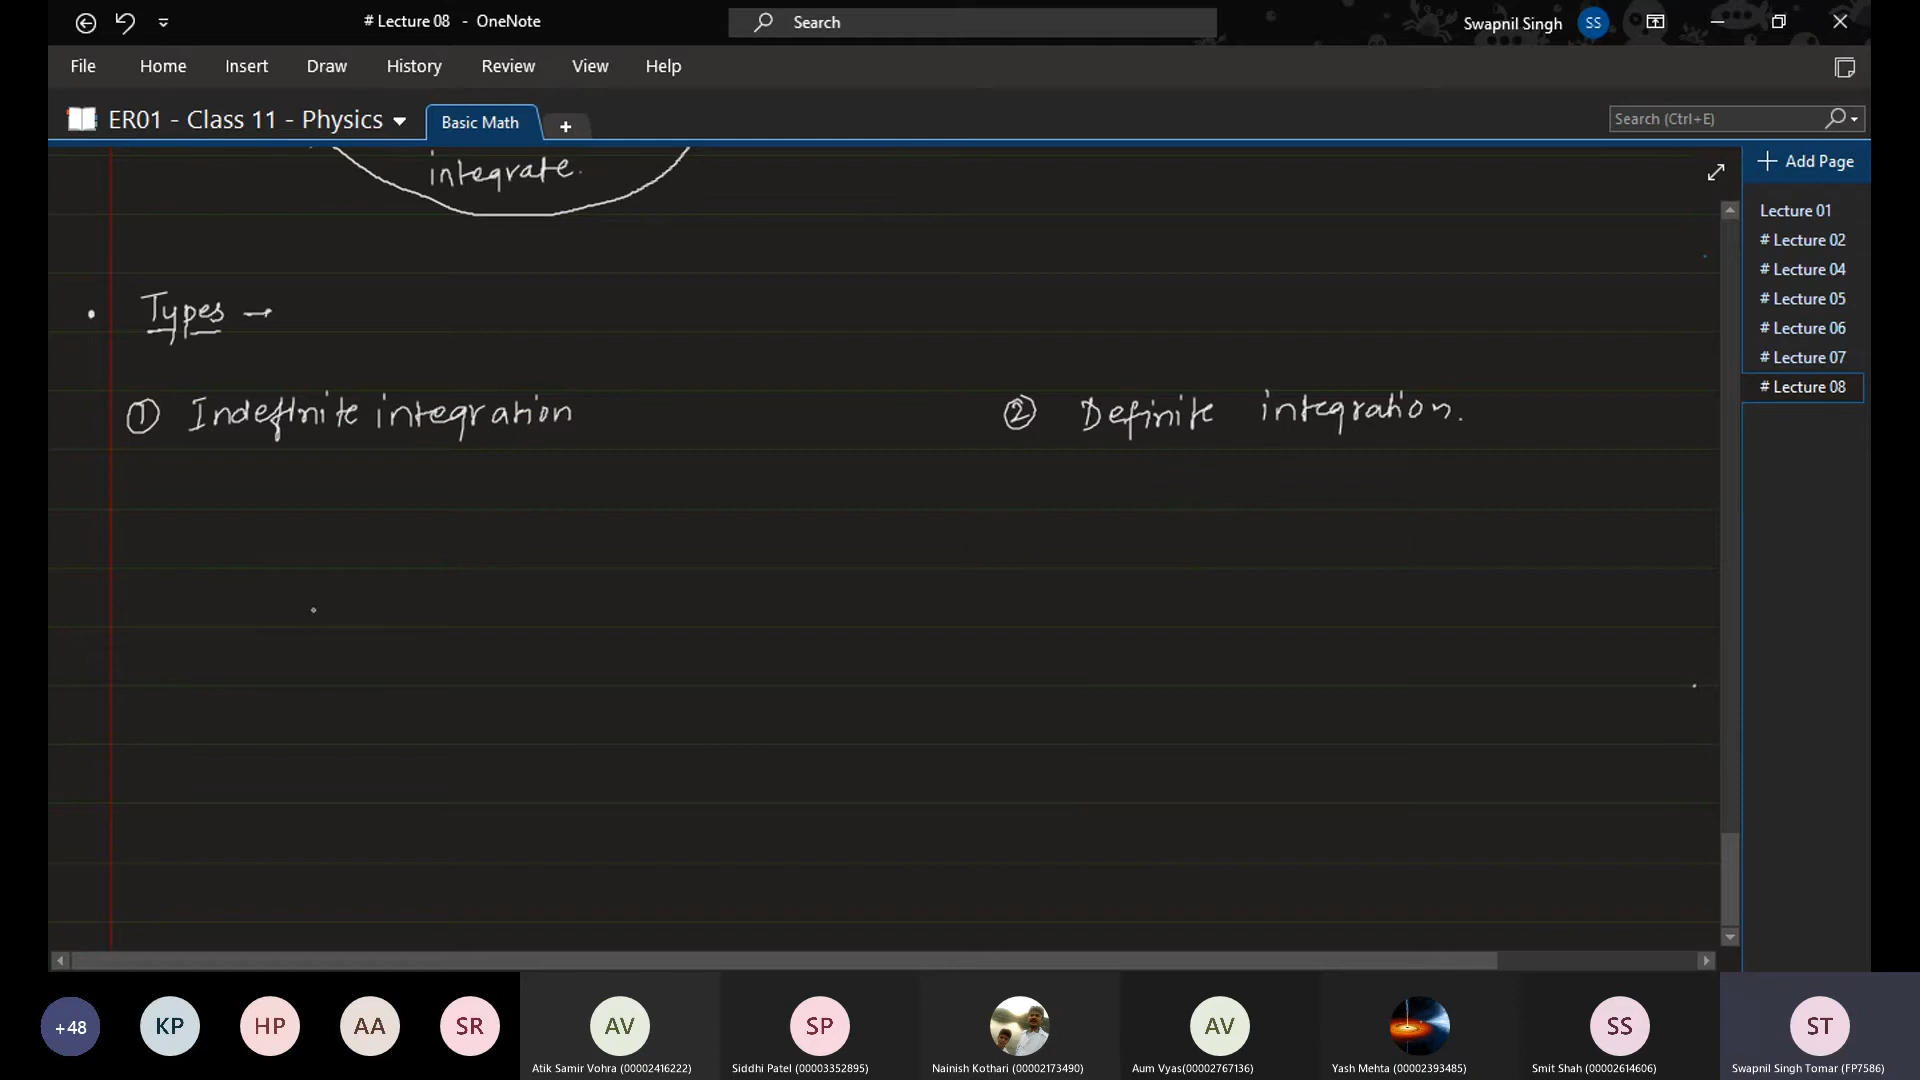 # Lecture 08 - OneNote
Search
Swapnil Singh SS
File Home Insert Draw History Review View Help
ER01 - Class 11 - Physics
Basic Math
+
Search (Ctrl+E)
integrate.
Add Page
Lecture 01
# Lecture 02
# Lecture 04
# Lecture 05
# Lecture 06
# Lecture 07
# Lecture 08
• Types –
① Indefinite integration
② Definite integration.
+48 KP HP AA SR AV SP AV SS ST
Atik Samir Vohra (00002416222) Siddhi Patel (00003352895) Nainish Kothari (00002173490) Aum Vyas(00002767136) Yash Mehta (00002393485) Smit Shah (00002614606) Swapnil Singh Tomar (FP7586)